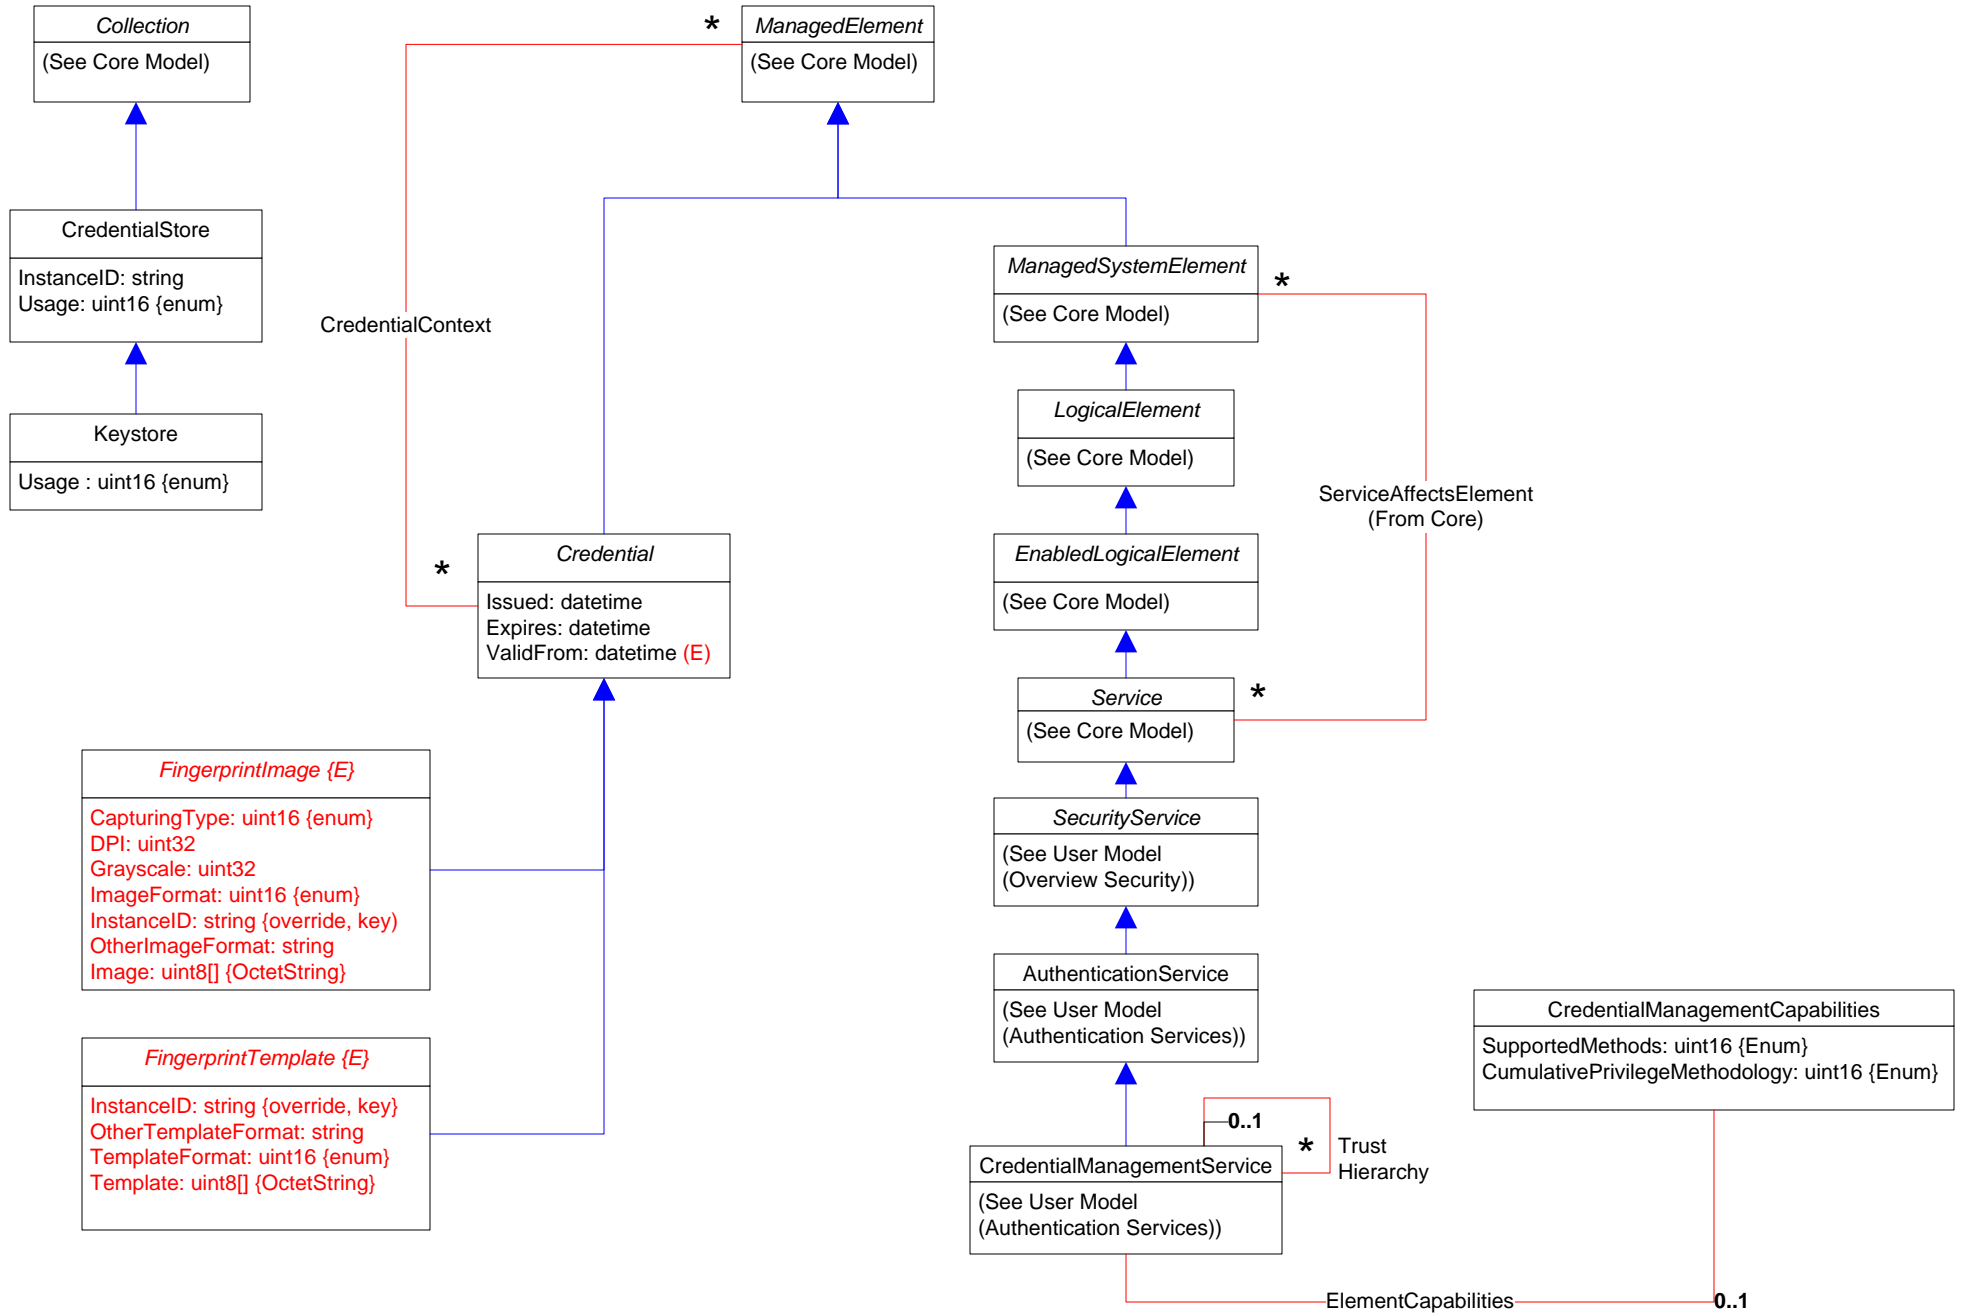 Collection
(See Core Model)
*
ManagedElement
(See Core Model)
CredentialStore
InstanceID: string
Usage: uint16 {enum}
CredentialContext
Keystore
Usage : uint16 {enum}
*
Credential
Issued: datetime
Expires: datetime
ValidFrom: datetime (E)
ManagedSystemElement
(See Core Model)
*
LogicalElement
(See Core Model)
ServiceAffectsElement
(From Core)
EnabledLogicalElement
(See Core Model)
Service
(See Core Model)
*
FingerprintImage {E}
CapturingType: uint16 {enum}
DPI: uint32
Grayscale: uint32
ImageFormat: uint16 {enum}
InstanceID: string {override, key)
OtherImageFormat: string
Image: uint8[] {OctetString}
SecurityService
(See User Model
(Overview Security))
AuthenticationService
(See User Model
(Authentication Services))
FingerprintTemplate {E}
InstanceID: string {override, key}
OtherTemplateFormat: string
TemplateFormat: uint16 {enum}
Template: uint8[] {OctetString}
CredentialManagementCapabilities
SupportedMethods: uint16 {Enum}
CumulativePrivilegeMethodology: uint16 {Enum}
0..1
*
Trust
Hierarchy
CredentialManagementService
(See User Model
(Authentication Services))
ElementCapabilities
0..1